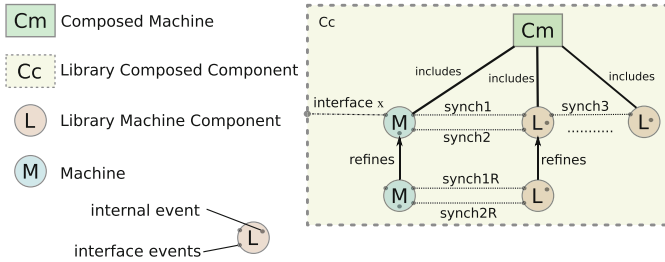 Cm Composed Machine
Cc Library Composed Component
L Library Machine Component
M Machine
internal event
L
interface events
Cc
Cm
includes
includes
includes
interface x
M
synch1
synch2
L
synch3
............
L
refines
refines
M
synch1R
synch2R
L